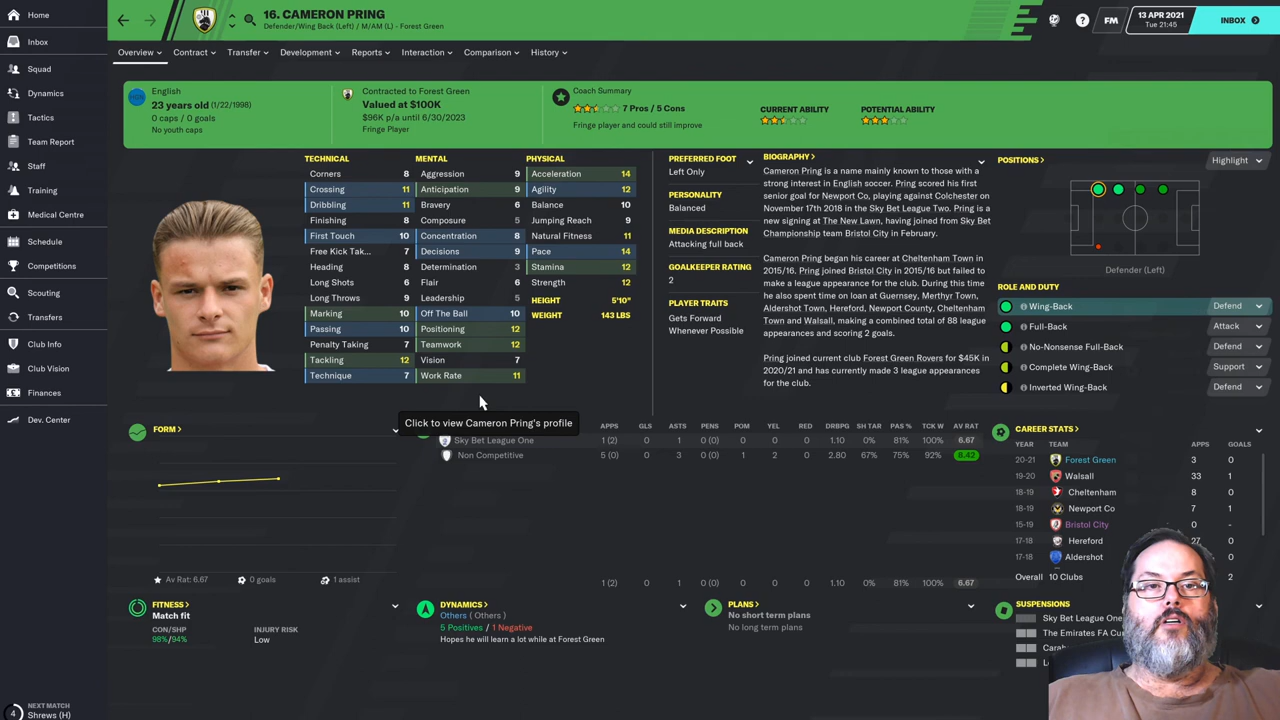 Home
Inbox
Squad
Dynamics
Tactics
Team Report
Staff
Training
Medical Centre
Schedule
Competitions
Scouting
Transfers
Club Info
Club Vision
Finances
Dev. Center
4
NEXT MATCH
Shrews (H)
16. CAMERON PRING
Defender/Wing Back (Left) / M/AM (L) - Forest Green
FM
13 APR 2021
Tue 21:45
INBOX
Overview
Contract
Transfer
Development
Reports
Interaction
Comparison
History
English
23 years old (1/22/1998)
0 caps / 0 goals
No youth caps
Contracted to Forest Green
Valued at $100K
$96K p/a until 6/30/2023
Fringe Player
Coach Summary
7 Pros / 5 Cons
Fringe player and could still improve
CURRENT ABILITY
POTENTIAL ABILITY
TECHNICAL
Corners 8
Crossing 11
Dribbling 11
Finishing 8
First Touch 10
Free Kick Tak... 7
Heading 8
Long Shots 6
Long Throws 9
Marking 10
Passing 10
Penalty Taking 7
Tackling 12
Technique 7
MENTAL
Aggression 9
Anticipation 9
Bravery 6
Composure 5
Concentration 8
Decisions 9
Determination 3
Flair 6
Leadership 5
Off The Ball 10
Positioning 12
Teamwork 12
Vision 7
Work Rate 11
PHYSICAL
Acceleration 14
Agility 12
Balance 10
Jumping Reach 9
Natural Fitness 11
Pace 14
Stamina 12
Strength 12
HEIGHT 5'10"
WEIGHT 143 LBS
PREFERRED FOOT
Left Only
PERSONALITY
Balanced
MEDIA DESCRIPTION
Attacking full back
GOALKEEPER RATING
2
PLAYER TRAITS
Gets Forward
Whenever Possible
BIOGRAPHY>
Cameron Pring is a name mainly known to those with a
strong interest in English soccer. Pring scored his first
senior goal for Newport Co, playing against Colchester on
November 17th 2018 in the Sky Bet League Two. Pring is a
new signing at The New Lawn, having joined from Sky Bet
Championship team Bristol City in February.
Cameron Pring began his career at Cheltenham Town in
2015/16. Pring joined Bristol City in 2015/16 but failed to
make a league appearance for the club. During this time
he also spent time on loan at Guernsey, Merthyr Town,
Aldershot Town, Hereford, Newport County, Cheltenham
Town and Walsall, making a combined total of 88 league
appearances and scoring 2 goals.
Pring joined current club Forest Green Rovers for $45K in
2020/21 and has currently made 3 league appearances
for the club.
POSITIONS>
Highlight
Defender (Left)
ROLE AND DUTY
Wing-Back Defend
Full-Back Attack
No-Nonsense Full-Back Defend
Complete Wing-Back Support
Inverted Wing-Back Defend
Click to view Cameron Pring's profile
FORM>
Av Rat: 6.67
0 goals
1 assist
APPS GLS ASTS PENS POM YEL RED DRBPG SH TAR PAS % TCK W AV RAT
Sky Bet League One 1 (2) 0 1 0 (0) 0 0 0 1.10 0% 81% 100% 6.67
Non Competitive 5 (0) 0 3 0 (0) 1 2 0 2.80 67% 75% 92% 8.42
1 (2) 0 1 0 (0) 0 0 0 1.10 0% 81% 100% 6.67
CAREER STATS>
YEAR TEAM APPS GOALS
20-21 Forest Green 3 0
19-20 Walsall 33 1
18-19 Cheltenham 8 0
18-19 Newport Co 7 1
15-19 Bristol City 0 -
17-18 Hereford 27 0
17-18 Aldershot 0
Overall 10 Clubs 2
FITNESS>
Match fit
CON/SHP
98%/94%
INJURY RISK
Low
DYNAMICS>
Others ( Others )
5 Positives / 1 Negative
Hopes he will learn a lot while at Forest Green
PLANS>
No short term plans
No long term plans
SUSPENSIONS
Sky Bet League One
The Emirates FA Cu
Carab